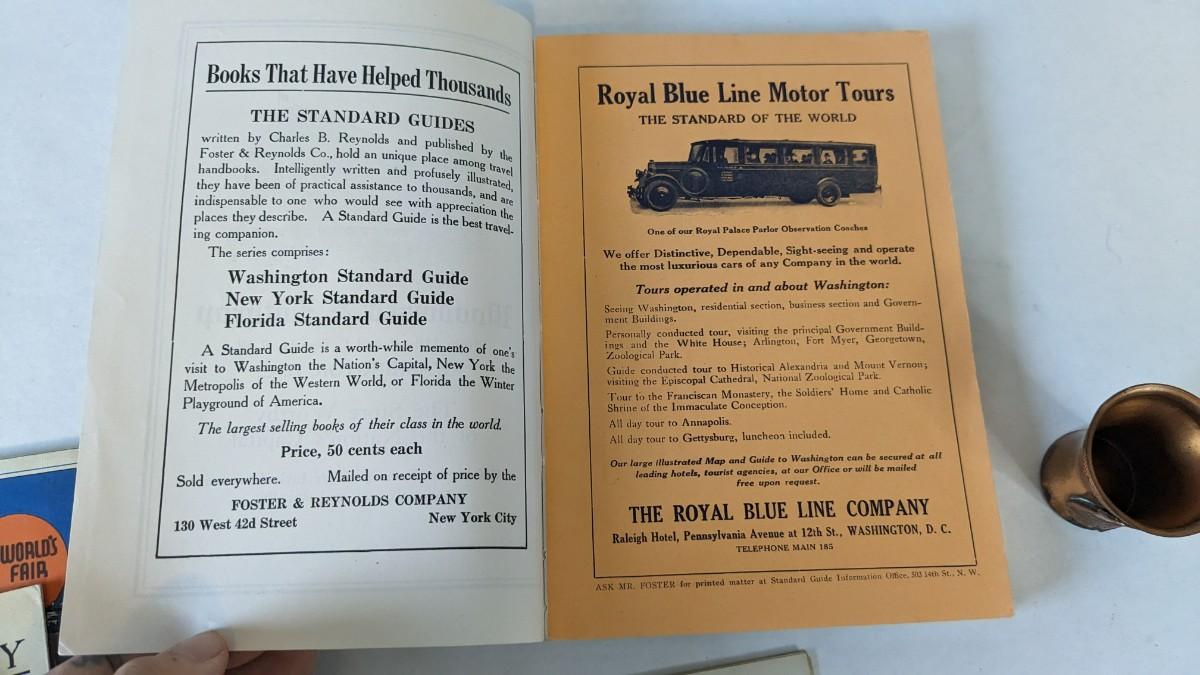 Books That Have Helped Thousands
THE STANDARD GUIDES
written by Charles B. Reynolds and published by the
Foster & Reynolds Co., hold an unique place among travel
handbooks. Intelligently written and profusely illustrated,
they have been of practical assistance to thousands, and are
indispensable to one who would see with appreciation the
places they describe. A Standard Guide is the best travel-
ing companion.
The series comprises:
Washington Standard Guide
New York Standard Guide
Florida Standard Guide
A Standard Guide is a worth-while memento of one's
visit to Washington the Nation's Capital, New York the
Metropolis of the Western World, or Florida the Winter
Playground of America.
The largest selling books of their class in the world.
Price, 50 cents each
Sold everywhere. Mailed on receipt of price by the
FOSTER & REYNOLDS COMPANY
130 West 42d Street New York City
Royal Blue Line Motor Tours
THE STANDARD OF THE WORLD
One of our Royal Palace Parlor Observation Coaches
We offer Distinctive, Dependable, Sight-seeing and operate
the most luxurious cars of any Company in the world.
Tours operated in and about Washington:
Seeing Washington, residential section, business section and Govern-
ment Buildings.
Personally conducted tour, visiting the principal Government Build-
ings and the White House; Arlington, Fort Myer, Georgetown,
Zoological Park.
Guide conducted tour to Historical Alexandria and Mount Vernon;
visiting the Episcopal Cathedral, National Zoological Park.
Tour to the Franciscan Monastery, the Soldiers' Home and Catholic
Shrine of the Immaculate Conception.
All day tour to Annapolis.
All day tour to Gettysburg, luncheon included.
Our large illustrated Map and Guide to Washington can be secured at all
leading hotels, tourist agencies, at our Office or will be mailed
free upon request.
THE ROYAL BLUE LINE COMPANY
Raleigh Hotel, Pennsylvania Avenue at 12th St., WASHINGTON, D. C.
TELEPHONE MAIN 185
ASK MR. FOSTER for printed matter at Standard Guide Information Office, 503 14th St., N. W.
WORLD'S
FAIR
Y